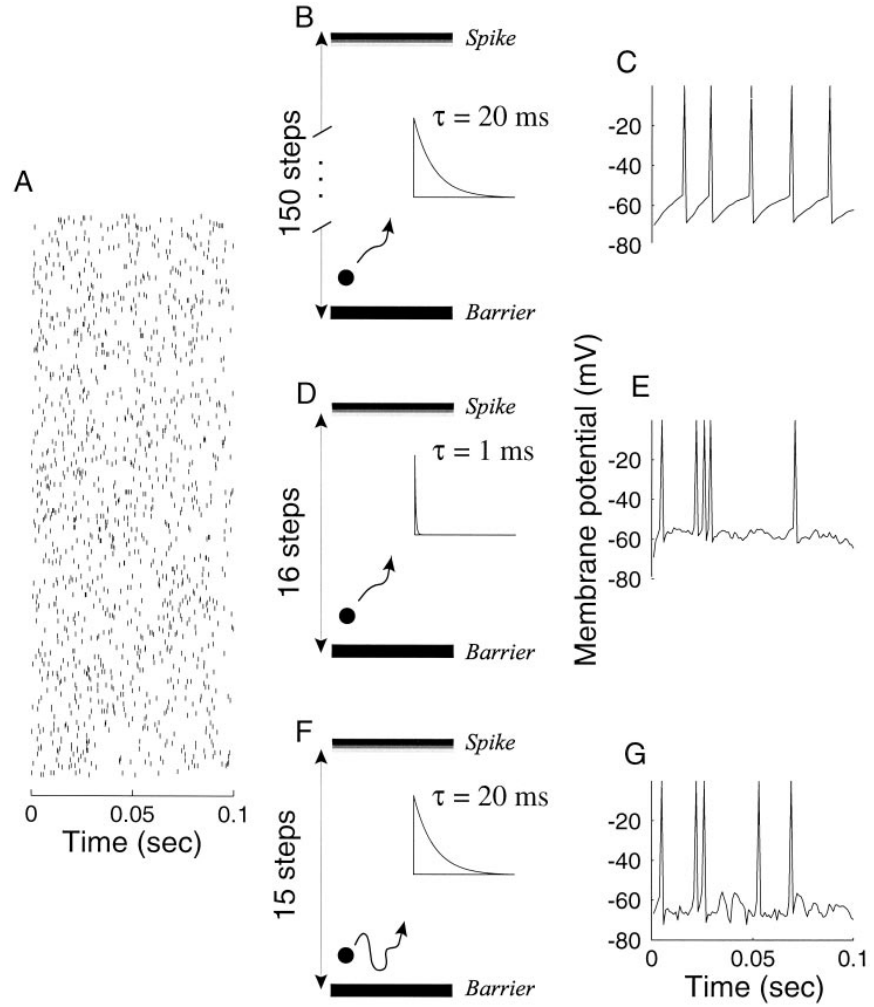 A
0
0.05
0.1
Time (sec)
B
Spike
150 steps
τ = 20 ms
Barrier
C
-20
-40
-60
-80
D
Spike
16 steps
τ = 1 ms
Barrier
Membrane potential (mV)
E
-20
-40
-60
-80
F
Spike
15 steps
τ = 20 ms
Barrier
G
-20
-40
-60
-80
0
0.05
0.1
Time (sec)